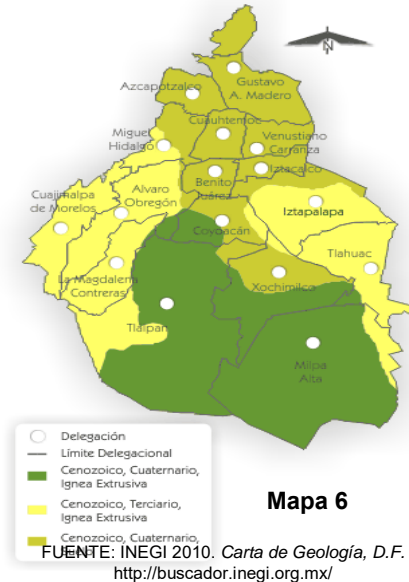 Azcapotzalco
Gustavo
A. Madero
N
Cuauhtemoc
Miguel
Hidalgo
Venustiano
Carranza
Iztacalco
Cuajimalpa
de Morelos
Alvaro
Obregón
Benito
Juárez
Iztapalapa
Coyoacán
Tlahuac
La Magdalena
Contreras
Xochimilco
Tlalpan
Milpa
Alta
Delegación
Límite Delegacional
Cenozoico, Cuaternario,
Ignea Extrusiva
Cenozoico, Terciario,
Ignea Extrusiva
Cenozoico, Cuaternario,
Mapa 6
FUENTE: INEGI 2010. Carta de Geología, D.F.
http://buscador.inegi.org.mx/